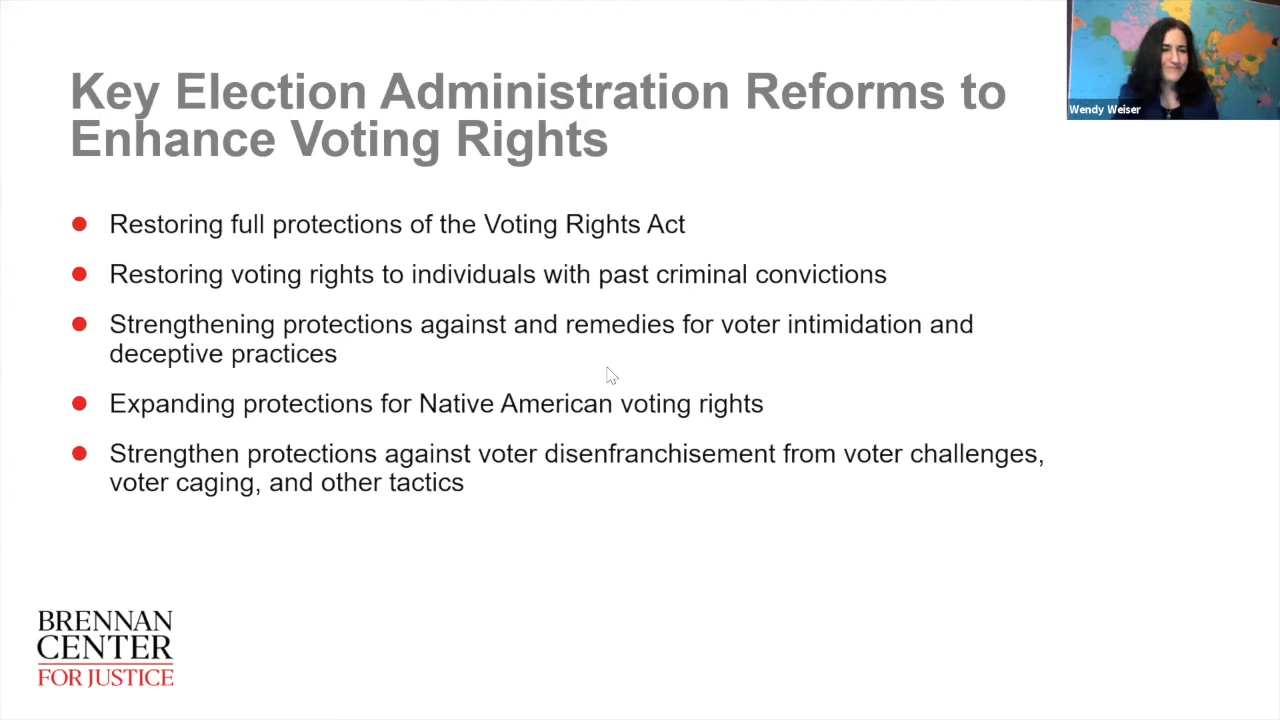 Key Election Administration Reforms to
Enhance Voting Rights
Wendy Weiser
Restoring full protections of the Voting Rights Act
Restoring voting rights to individuals with past criminal convictions
Strengthening protections against and remedies for voter intimidation and
deceptive practices
Expanding protections for Native American voting rights
Strengthen protections against voter disenfranchisement from voter challenges,
voter caging, and other tactics
BRENNAN
CENTER
FOR JUSTICE